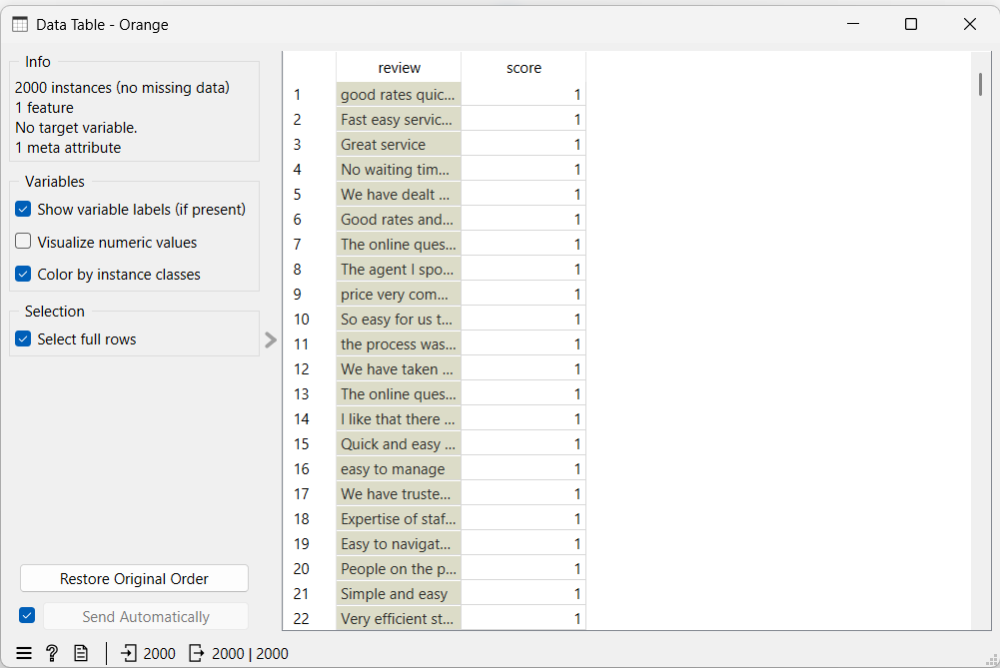 Data Table - Orange
Info
2000 instances (no missing data)
1 feature
No target variable.
1 meta attribute
Variables
Show variable labels (if present)
Visualize numeric values
Color by instance classes
Selection
Select full rows
Restore Original Order
Send Automatically
2000
2000 | 2000
review score
1 good rates quic... 1
2 Fast easy servic... 1
3 Great service 1
4 No waiting tim... 1
5 We have dealt ... 1
6 Good rates and... 1
7 The online ques... 1
8 The agent I spo... 1
9 price very com... 1
10 So easy for us t... 1
11 the process was... 1
12 We have taken ... 1
13 The online ques... 1
14 I like that there ... 1
15 Quick and easy ... 1
16 easy to manage 1
17 We have truste... 1
18 Expertise of staf... 1
19 Easy to navigat... 1
20 People on the p... 1
21 Simple and easy 1
22 Very efficient st... 1